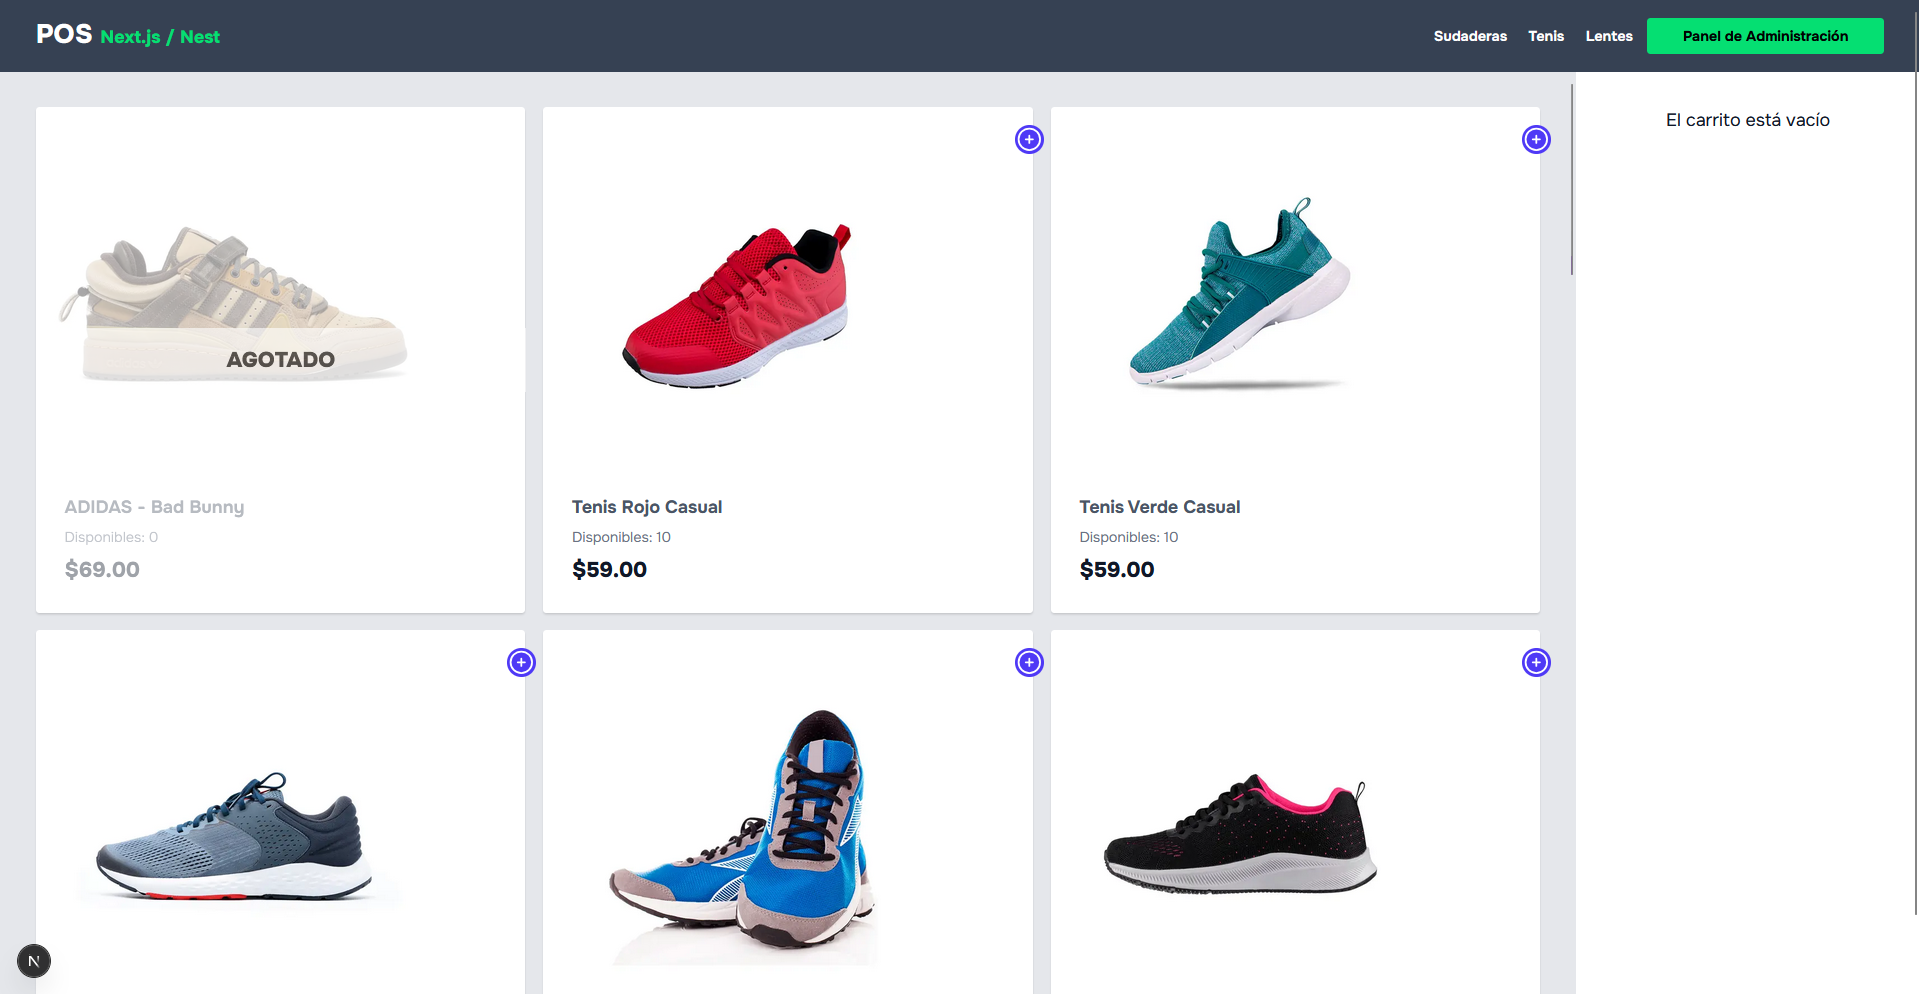 POS Next.js / Nest
Sudaderas Tenis Lentes Panel de Administración
El carrito está vacío
AGOTADO
ADIDAS - Bad Bunny
Disponibles: 0
$69.00
Tenis Rojo Casual
Disponibles: 10
$59.00
Tenis Verde Casual
Disponibles: 10
$59.00
N